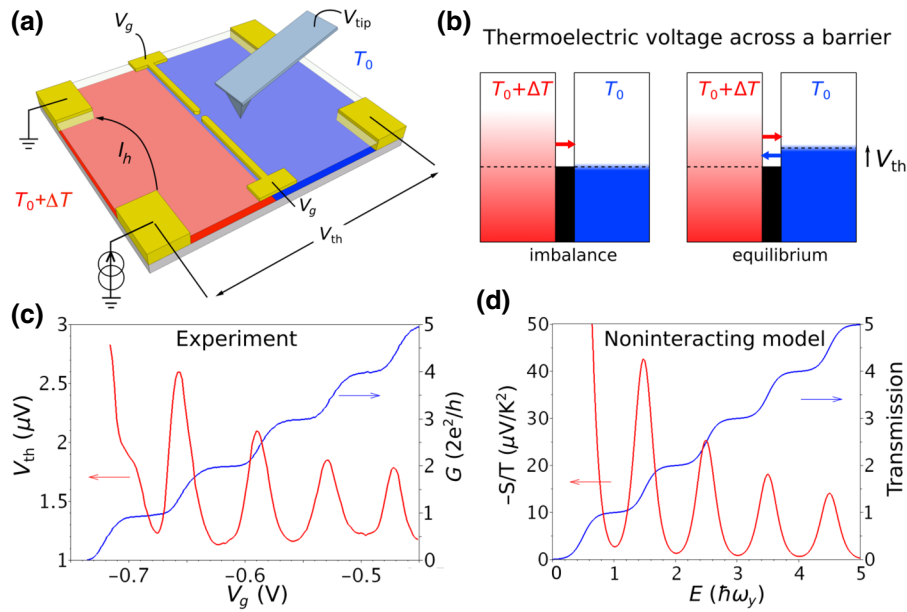 (a)
V_g
V_tip
T_0
I_h
T_0+ΔT
V_g
V_th
(b)
Thermoelectric voltage across a barrier
T_0+ΔT
T_0
T_0+ΔT
T_0
V_th
imbalance
equilibrium
(c)
Experiment
3
2.5
2
1.5
1
V_th (μV)
5
4
3
2
1
0
G (2e²/h)
−0.7
−0.6
−0.5
V_g (V)
(d)
Noninteracting model
50
40
30
20
10
0
−S/T (μV/K²)
5
4
3
2
1
0
Transmission
0
1
2
3
4
5
E (ħω_y)